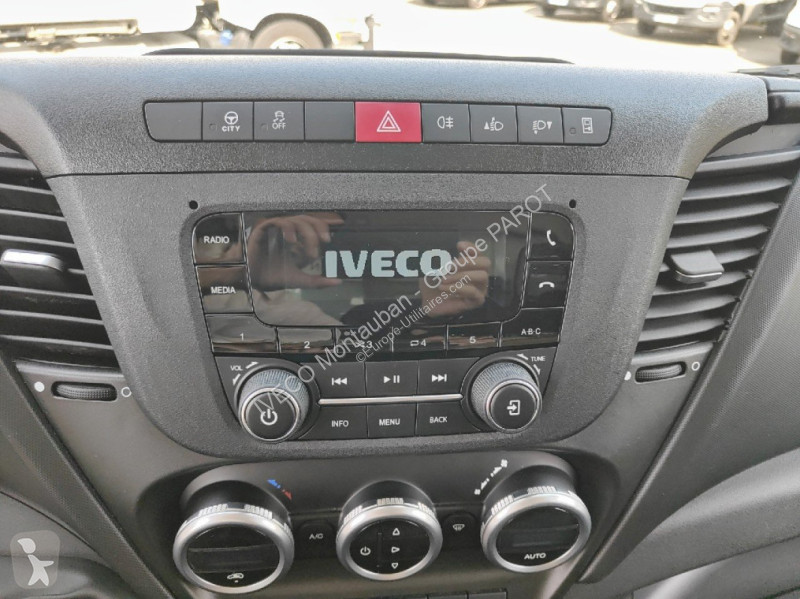 CITY
OFF
RADIO
IVECO
MEDIA
1 2 3 4 5 A-B-C
VOL
TUNE
INFO MENU BACK
A/C
AUTO
IVECO Montauban - Groupe PAROT
©Europe-Utilitaires.com